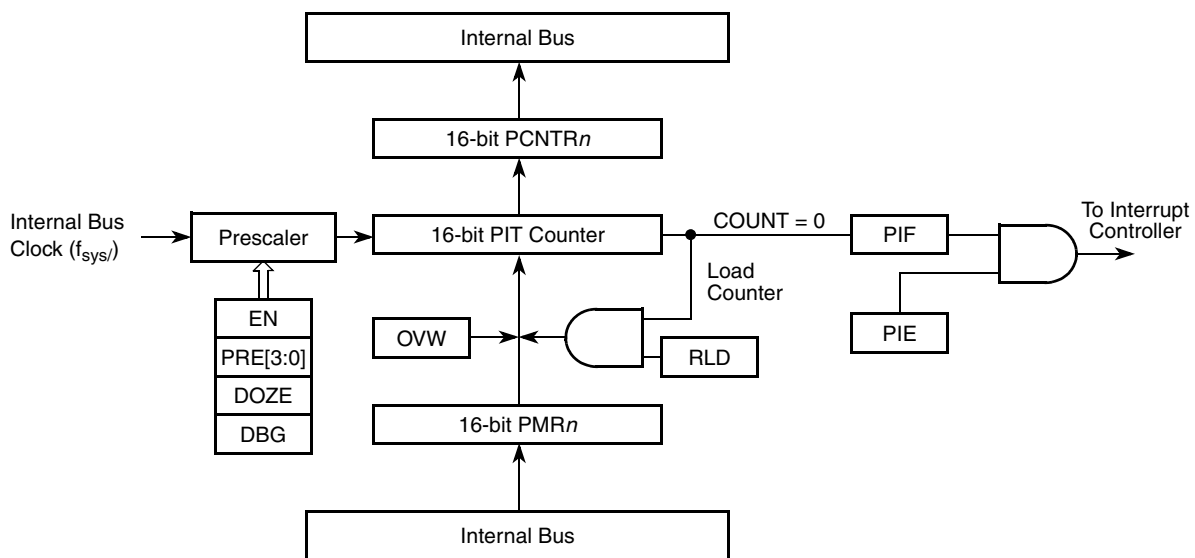 Internal Bus
16-bit PCNTRn
Internal Bus
Clock (fsys/)
Prescaler
16-bit PIT Counter
COUNT = 0
PIF
To Interrupt
Controller
Load
Counter
EN
PRE[3:0]
DOZE
DBG
OVW
RLD
PIE
16-bit PMRn
Internal Bus